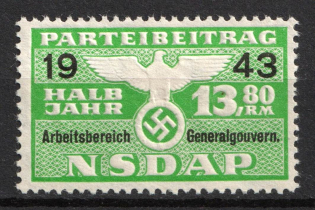 PARTEIBEITRAG
19 43
HALB JAHR 13.80 RM
Arbeitsbereich Generalgouvern.
NSDAP